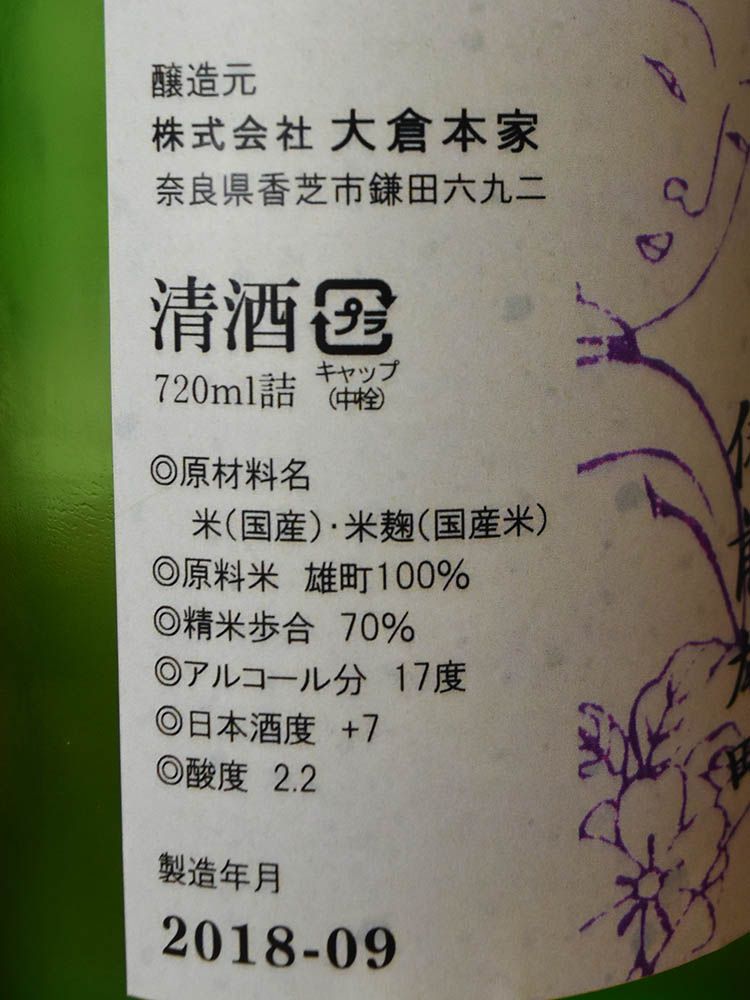 醸造元
株式会社 大倉本家
奈良県香芝市鎌田六九二
清酒 プラ
720ml詰 キャップ
(中栓)
◎原材料名
米(国産)・米麹(国産米)
◎原料米 雄町100%
◎精米歩合 70%
◎アルコール分 17度
◎日本酒度 +7
◎酸度 2.2
製造年月
2018-09